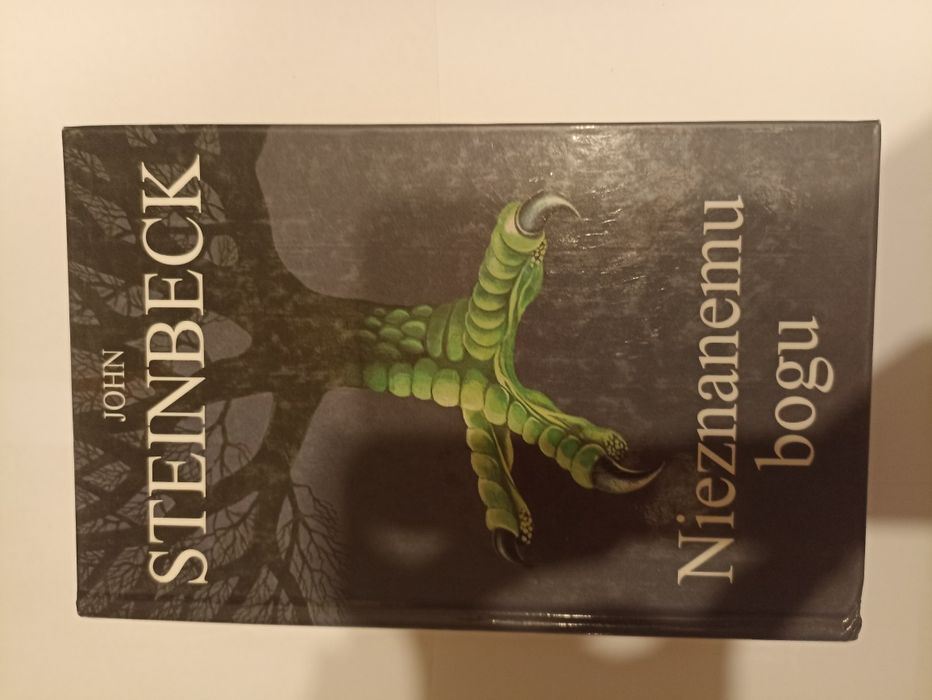 JOHN
STEINBECK
Nieznanemu
bogu